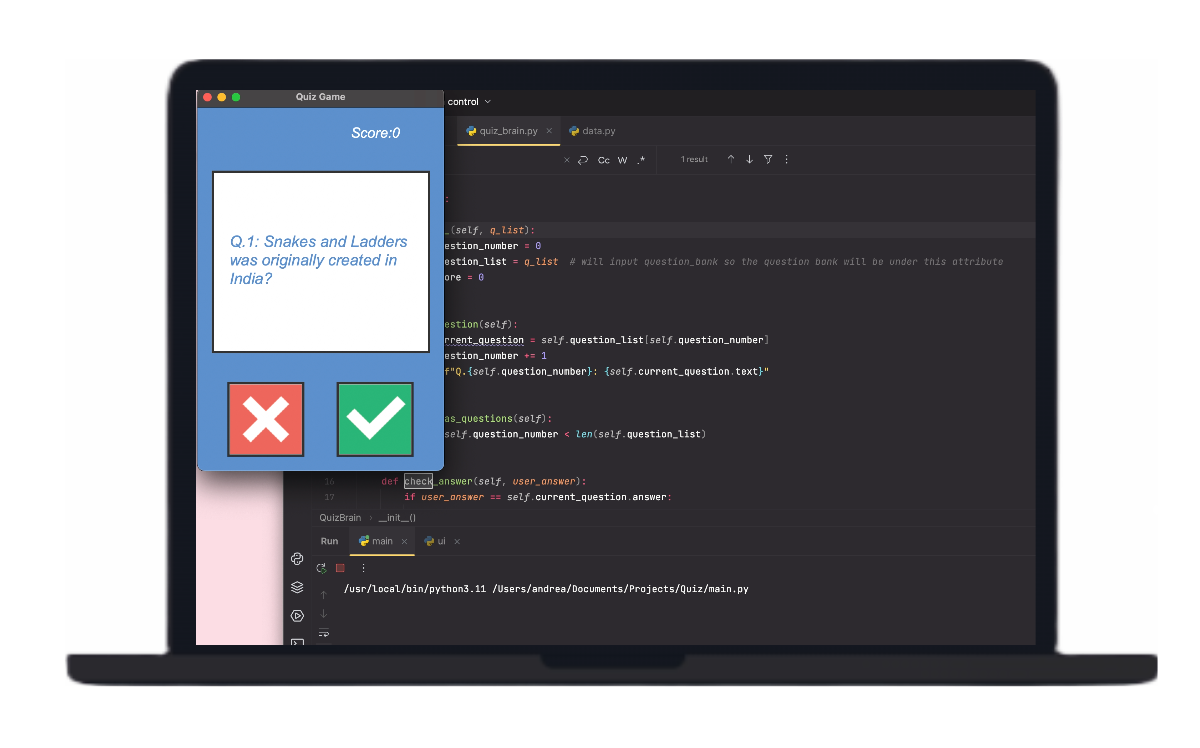 Quiz Game
Score:0
Q.1: Snakes and Ladders
was originally created in
India?
control
quiz_brain.py
data.py
Cc W .*
1 result
(self, q_list):
estion_number = 0
estion_list = q_list # will input question_bank so the question bank will be under this attribute
ore = 0
estion(self):
rrent_question = self.question_list[self.question_number]
estion_number += 1
f"Q.{self.question_number}: {self.current_question.text}"
as_questions(self):
self.question_number < len(self.question_list)
16 def check_answer(self, user_answer):
17 if user_answer == self.current_question.answer:
QuizBrain › __init__()
Run main ui
/usr/local/bin/python3.11 /Users/andrea/Documents/Projects/Quiz/main.py